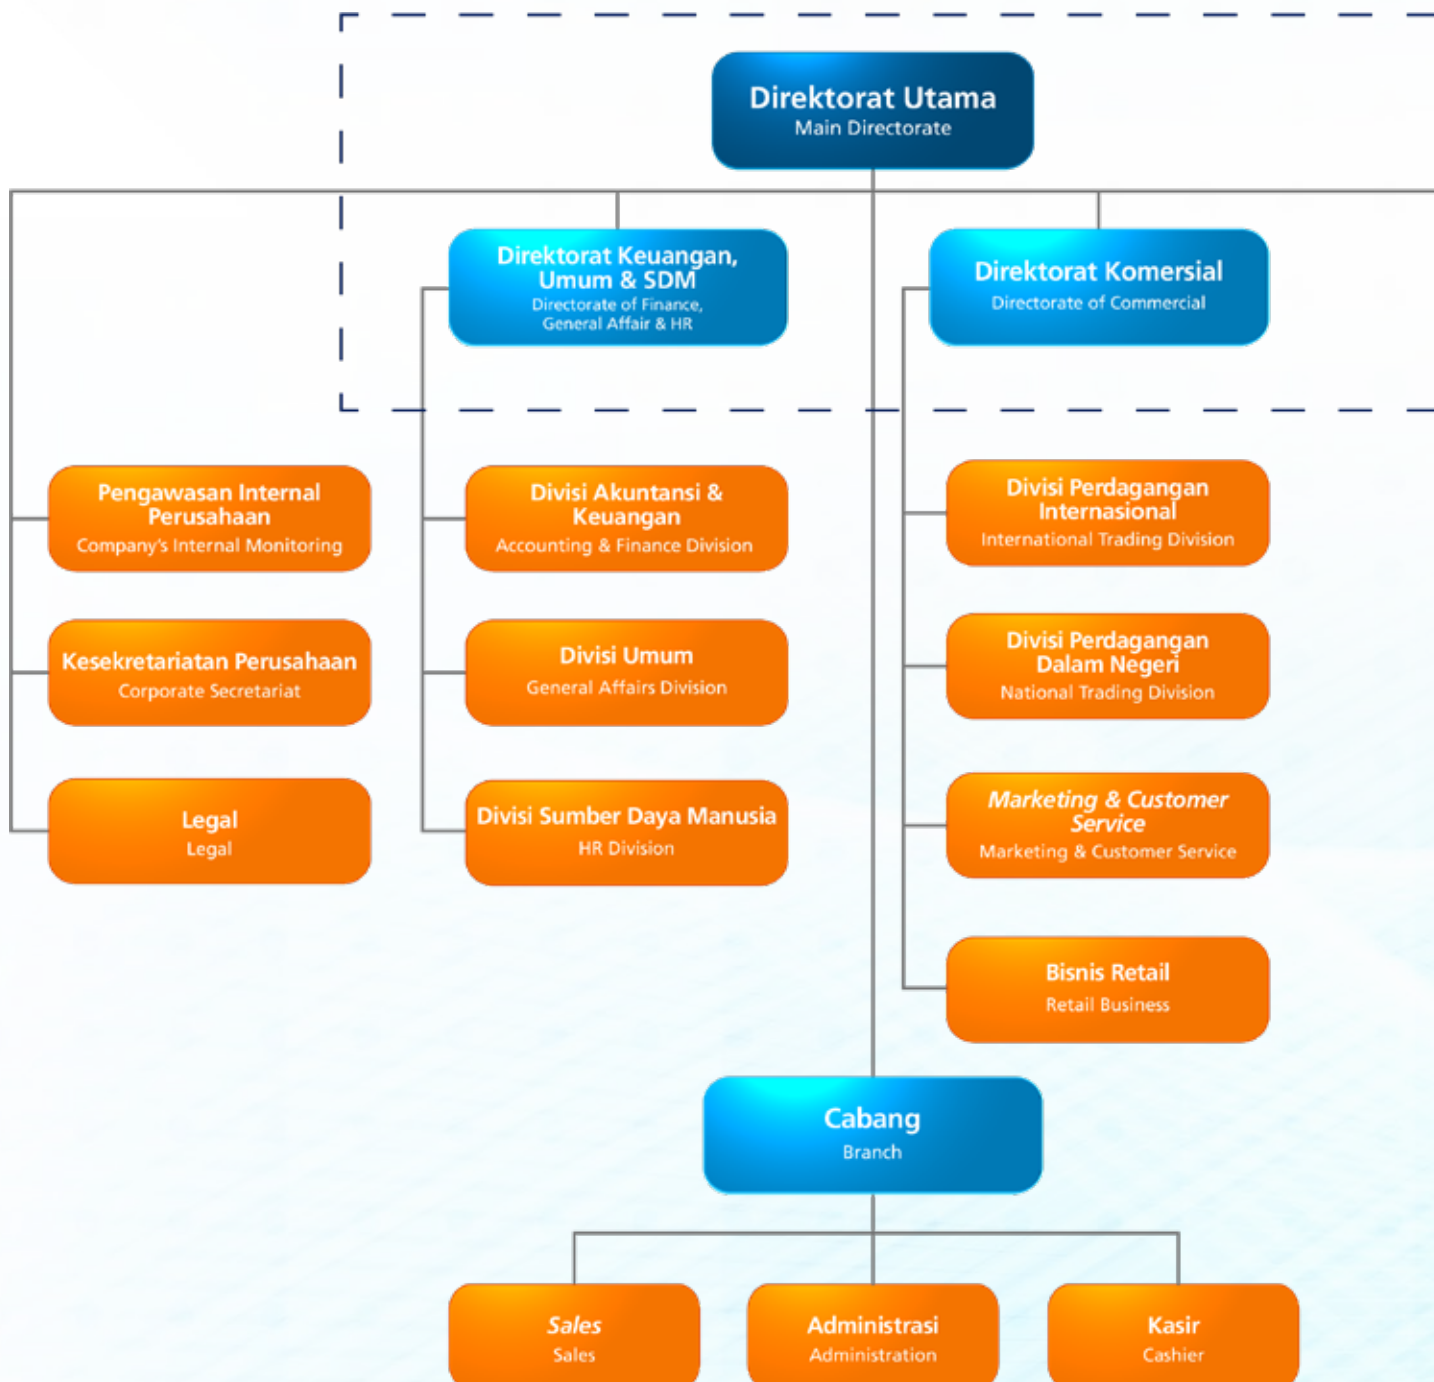 Direktorat Utama
Main Directorate
Direktorat Keuangan,
Umum & SDM
Directorate of Finance,
General Affair & HR
Direktorat Komersial
Directorate of Commercial
Pengawasan Internal
Perusahaan
Company's Internal Monitoring
Kesekretariatan Perusahaan
Corporate Secretariat
Legal
Legal
Divisi Akuntansi &
Keuangan
Accounting & Finance Division
Divisi Umum
General Affairs Division
Divisi Sumber Daya Manusia
HR Division
Divisi Perdagangan
Internasional
International Trading Division
Divisi Perdagangan
Dalam Negeri
National Trading Division
Marketing & Customer
Service
Marketing & Customer Service
Bisnis Retail
Retail Business
Cabang
Branch
Sales
Sales
Administrasi
Administration
Kasir
Cashier